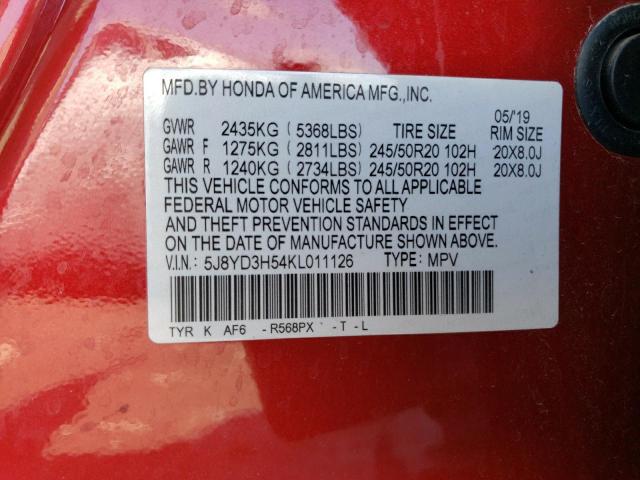 MFD.BY HONDA OF AMERICA MFG.,INC.
05/'19
GVWR 2435KG ( 5368LBS ) TIRE SIZE RIM SIZE
GAWR F 1275KG ( 2811LBS ) 245/50R20 102H 20X8.0J
GAWR R 1240KG ( 2734LBS ) 245/50R20 102H 20X8.0J
THIS VEHICLE CONFORMS TO ALL APPLICABLE
FEDERAL MOTOR VEHICLE SAFETY
AND THEFT PREVENTION STANDARDS IN EFFECT
ON THE DATE OF MANUFACTURE SHOWN ABOVE.
V.I.N: 5J8YD3H54KL011126 TYPE: MPV
TYR K AF6 - R568PX - T - L